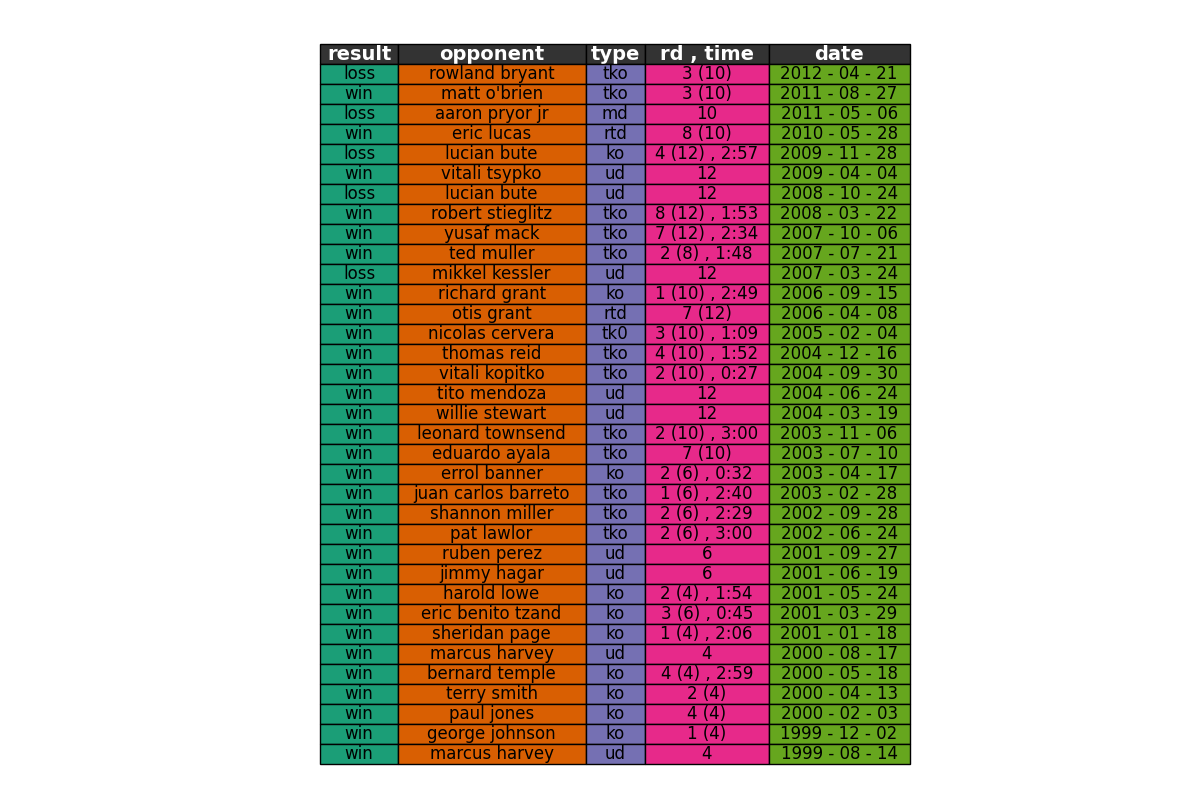 result opponent type rd , time date
loss rowland bryant tko 3 (10) 2012 - 04 - 21
win matt o'brien tko 3 (10) 2011 - 08 - 27
loss aaron pryor jr md 10 2011 - 05 - 06
win eric lucas rtd 8 (10) 2010 - 05 - 28
loss lucian bute ko 4 (12) , 2:57 2009 - 11 - 28
win vitali tsypko ud 12 2009 - 04 - 04
loss lucian bute ud 12 2008 - 10 - 24
win robert stieglitz tko 8 (12) , 1:53 2008 - 03 - 22
win yusaf mack tko 7 (12) , 2:34 2007 - 10 - 06
win ted muller tko 2 (8) , 1:48 2007 - 07 - 21
loss mikkel kessler ud 12 2007 - 03 - 24
win richard grant ko 1 (10) , 2:49 2006 - 09 - 15
win otis grant rtd 7 (12) 2006 - 04 - 08
win nicolas cervera tk0 3 (10) , 1:09 2005 - 02 - 04
win thomas reid tko 4 (10) , 1:52 2004 - 12 - 16
win vitali kopitko tko 2 (10) , 0:27 2004 - 09 - 30
win tito mendoza ud 12 2004 - 06 - 24
win willie stewart ud 12 2004 - 03 - 19
win leonard townsend tko 2 (10) , 3:00 2003 - 11 - 06
win eduardo ayala tko 7 (10) 2003 - 07 - 10
win errol banner ko 2 (6) , 0:32 2003 - 04 - 17
win juan carlos barreto tko 1 (6) , 2:40 2003 - 02 - 28
win shannon miller tko 2 (6) , 2:29 2002 - 09 - 28
win pat lawlor tko 2 (6) , 3:00 2002 - 06 - 24
win ruben perez ud 6 2001 - 09 - 27
win jimmy hagar ud 6 2001 - 06 - 19
win harold lowe ko 2 (4) , 1:54 2001 - 05 - 24
win eric benito tzand ko 3 (6) , 0:45 2001 - 03 - 29
win sheridan page ko 1 (4) , 2:06 2001 - 01 - 18
win marcus harvey ud 4 2000 - 08 - 17
win bernard temple ko 4 (4) , 2:59 2000 - 05 - 18
win terry smith ko 2 (4) 2000 - 04 - 13
win paul jones ko 4 (4) 2000 - 02 - 03
win george johnson ko 1 (4) 1999 - 12 - 02
win marcus harvey ud 4 1999 - 08 - 14